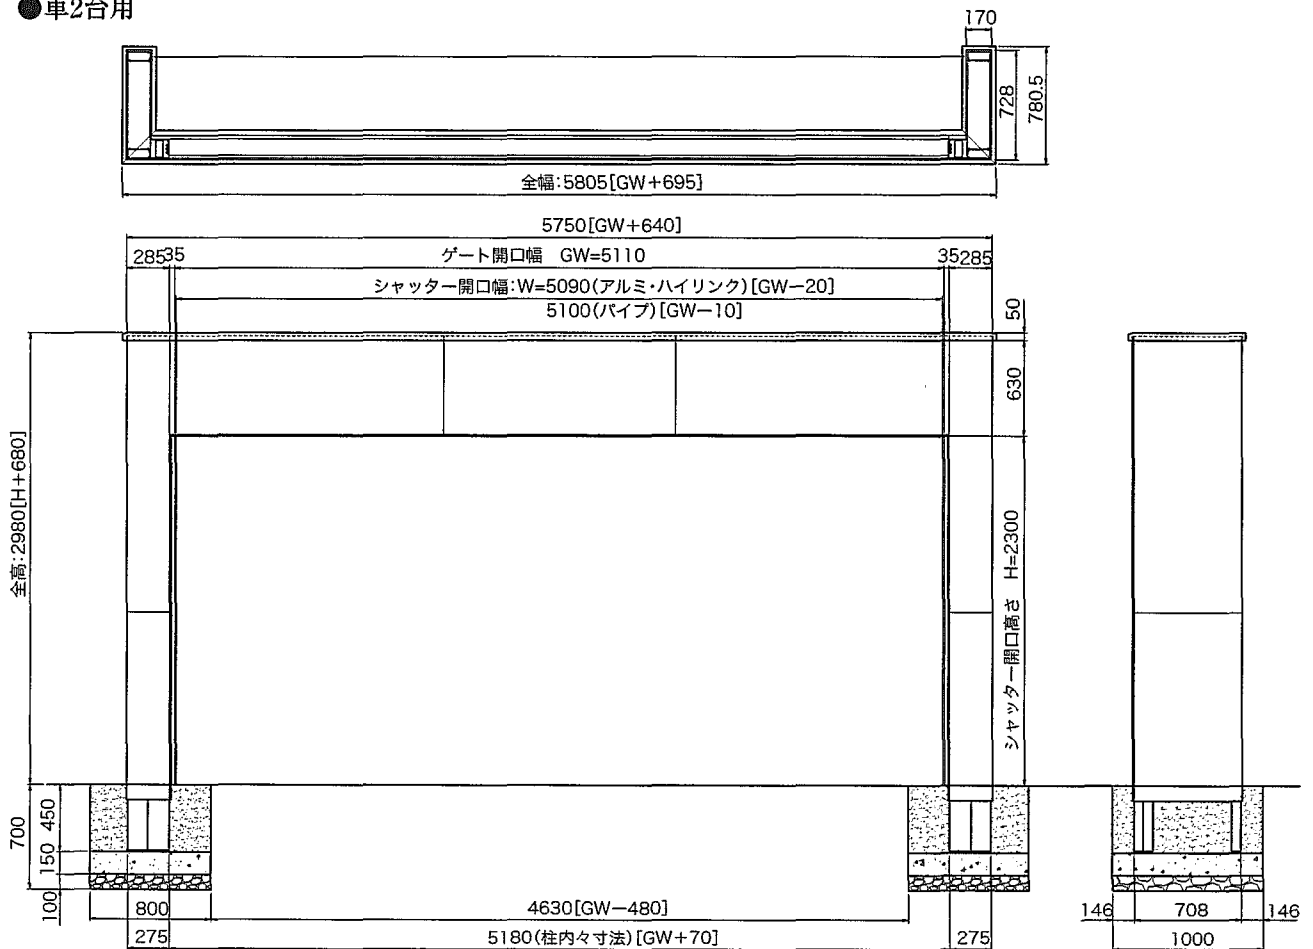 ●車2台用
170
728
780.5
全幅:5805[GW+695]
5750[GW+640]
285 35 ゲート開口幅 GW=5110 35 285
シャッター開口幅:W=5090(アルミ・ハイリンク)[GW-20]
5100(パイプ)[GW-10]
50
630
全高:2980[H+680]
シャッター開口高さ H=2300
700
450
150
100
800 4630[GW-480]
275 5180(柱内々寸法)[GW+70] 275
146 708 146
1000